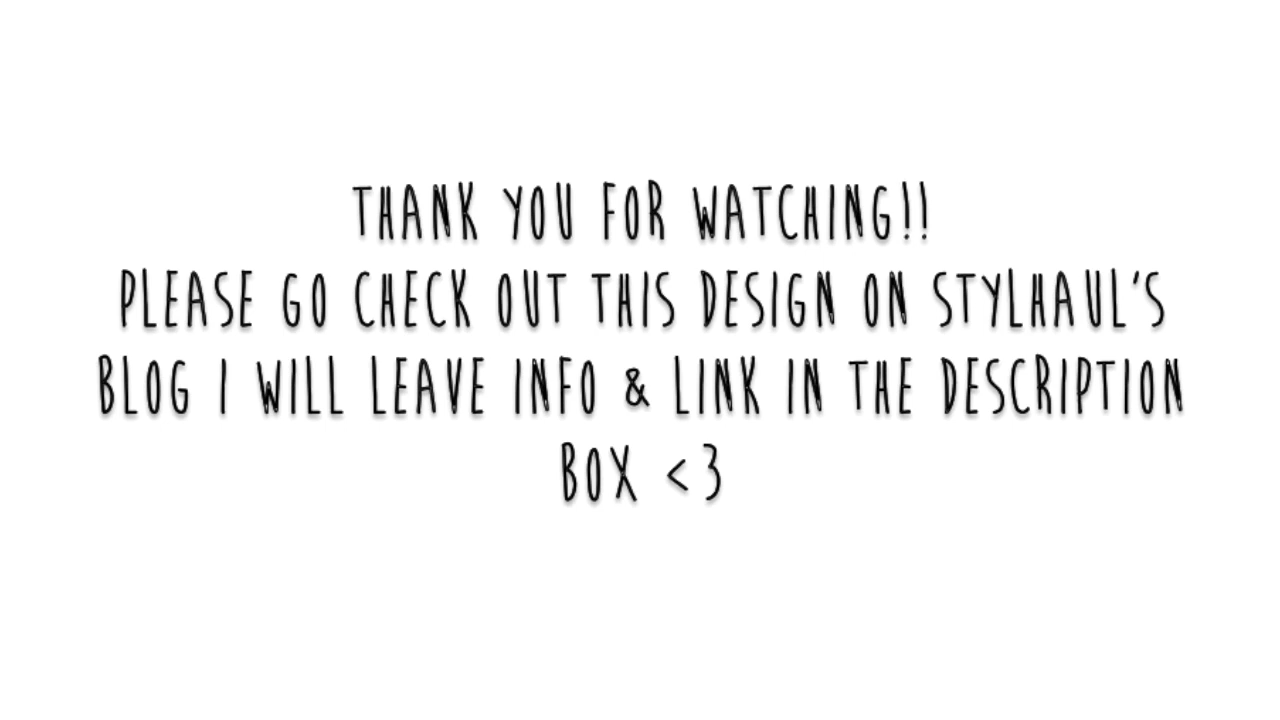 THANK YOU FOR WATCHING!!
PLEASE GO CHECK OUT THIS DESIGN ON STYLHAUL'S
BLOG I WILL LEAVE INFO & LINK IN THE DESCRIPTION
BOX <3